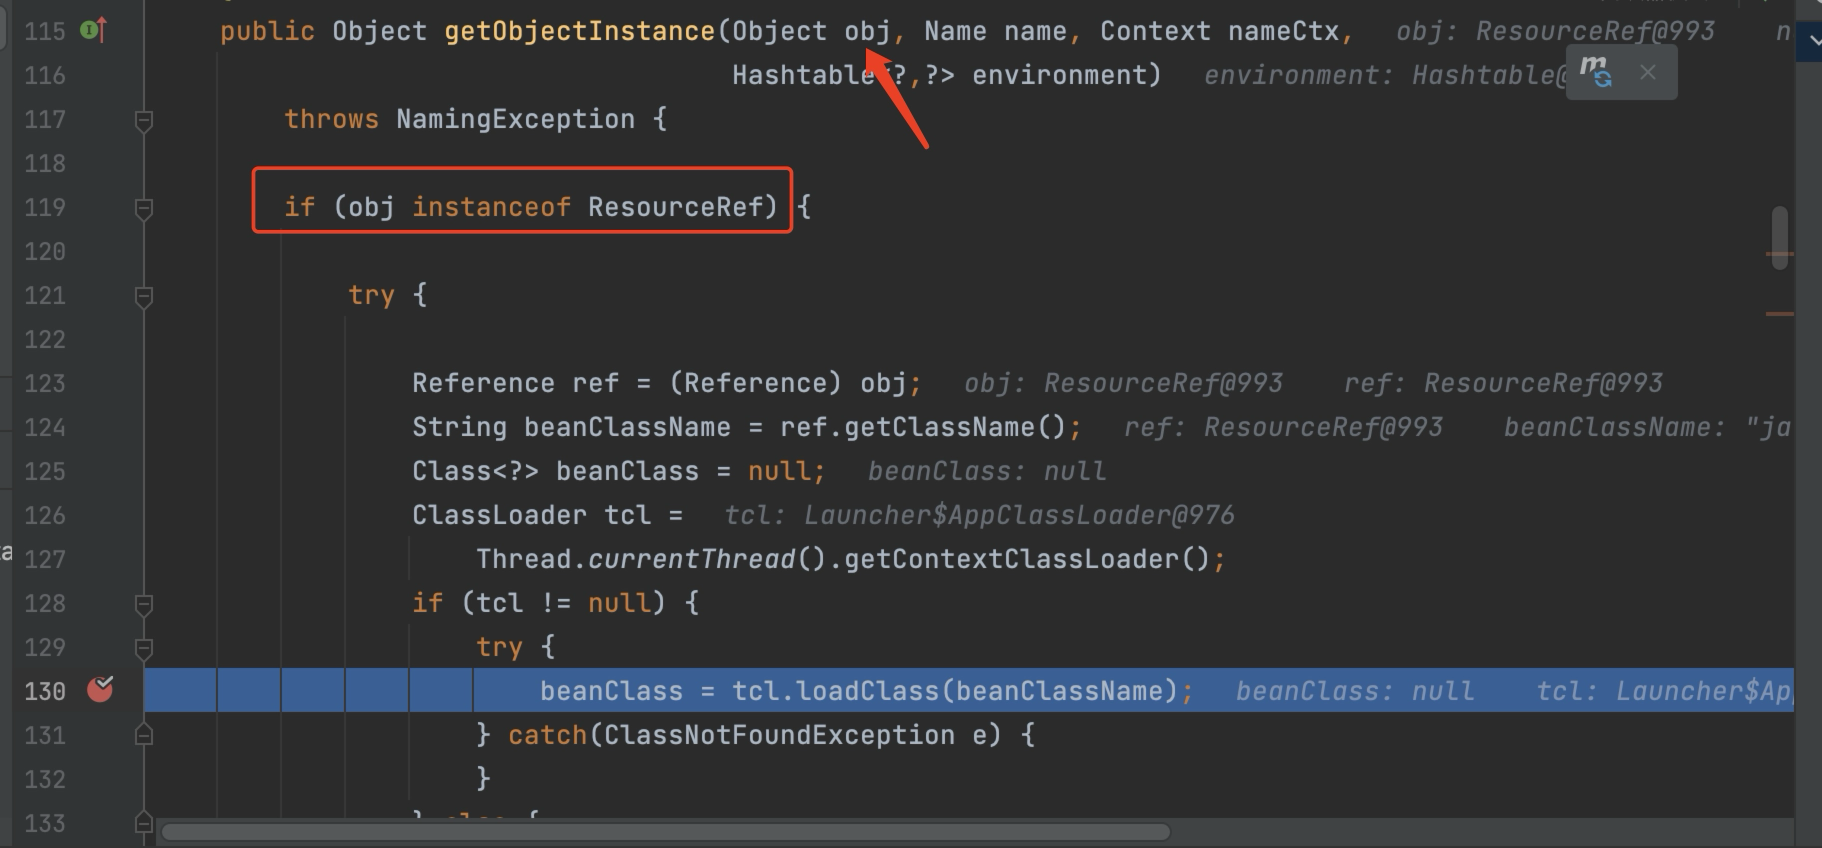 115 public Object getObjectInstance(Object obj, Name name, Context nameCtx, obj: ResourceRef@993 n
116 Hashtable<?,?> environment) environment: Hashtable@
117 throws NamingException {
118
119 if (obj instanceof ResourceRef) {
120
121 try {
122
123 Reference ref = (Reference) obj; obj: ResourceRef@993 ref: ResourceRef@993
124 String beanClassName = ref.getClassName(); ref: ResourceRef@993 beanClassName: "ja
125 Class<?> beanClass = null; beanClass: null
126 ClassLoader tcl = tcl: Launcher$AppClassLoader@976
127 Thread.currentThread().getContextClassLoader();
128 if (tcl != null) {
129 try {
130 beanClass = tcl.loadClass(beanClassName); beanClass: null tcl: Launcher$Ap
131 } catch(ClassNotFoundException e) {
132 }
133 } else {